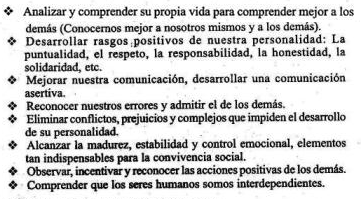 ❖ Analizar y comprender su propia vida para comprender mejor a los
demás (Conocernos mejor a nosotros mismos y a los demás).
❖ Desarrollar rasgos positivos de nuestra personalidad: La
puntualidad, el respeto, la responsabilidad, la honestidad, la
solidaridad, etc.
❖ Mejorar nuestra comunicación, desarrollar una comunicación
asertiva.
❖ Reconocer nuestros errores y admitir el de los demás.
❖ Eliminar conflictos, prejuicios y complejos que impiden el desarrollo
de su personalidad.
❖ Alcanzar la madurez, estabilidad y control emocional, elementos
tan indispensables para la convivencia social.
❖ Observar, incentivar y reconocer las acciones positivas de los demás.
❖ Comprender que los seres humanos somos interdependientes.